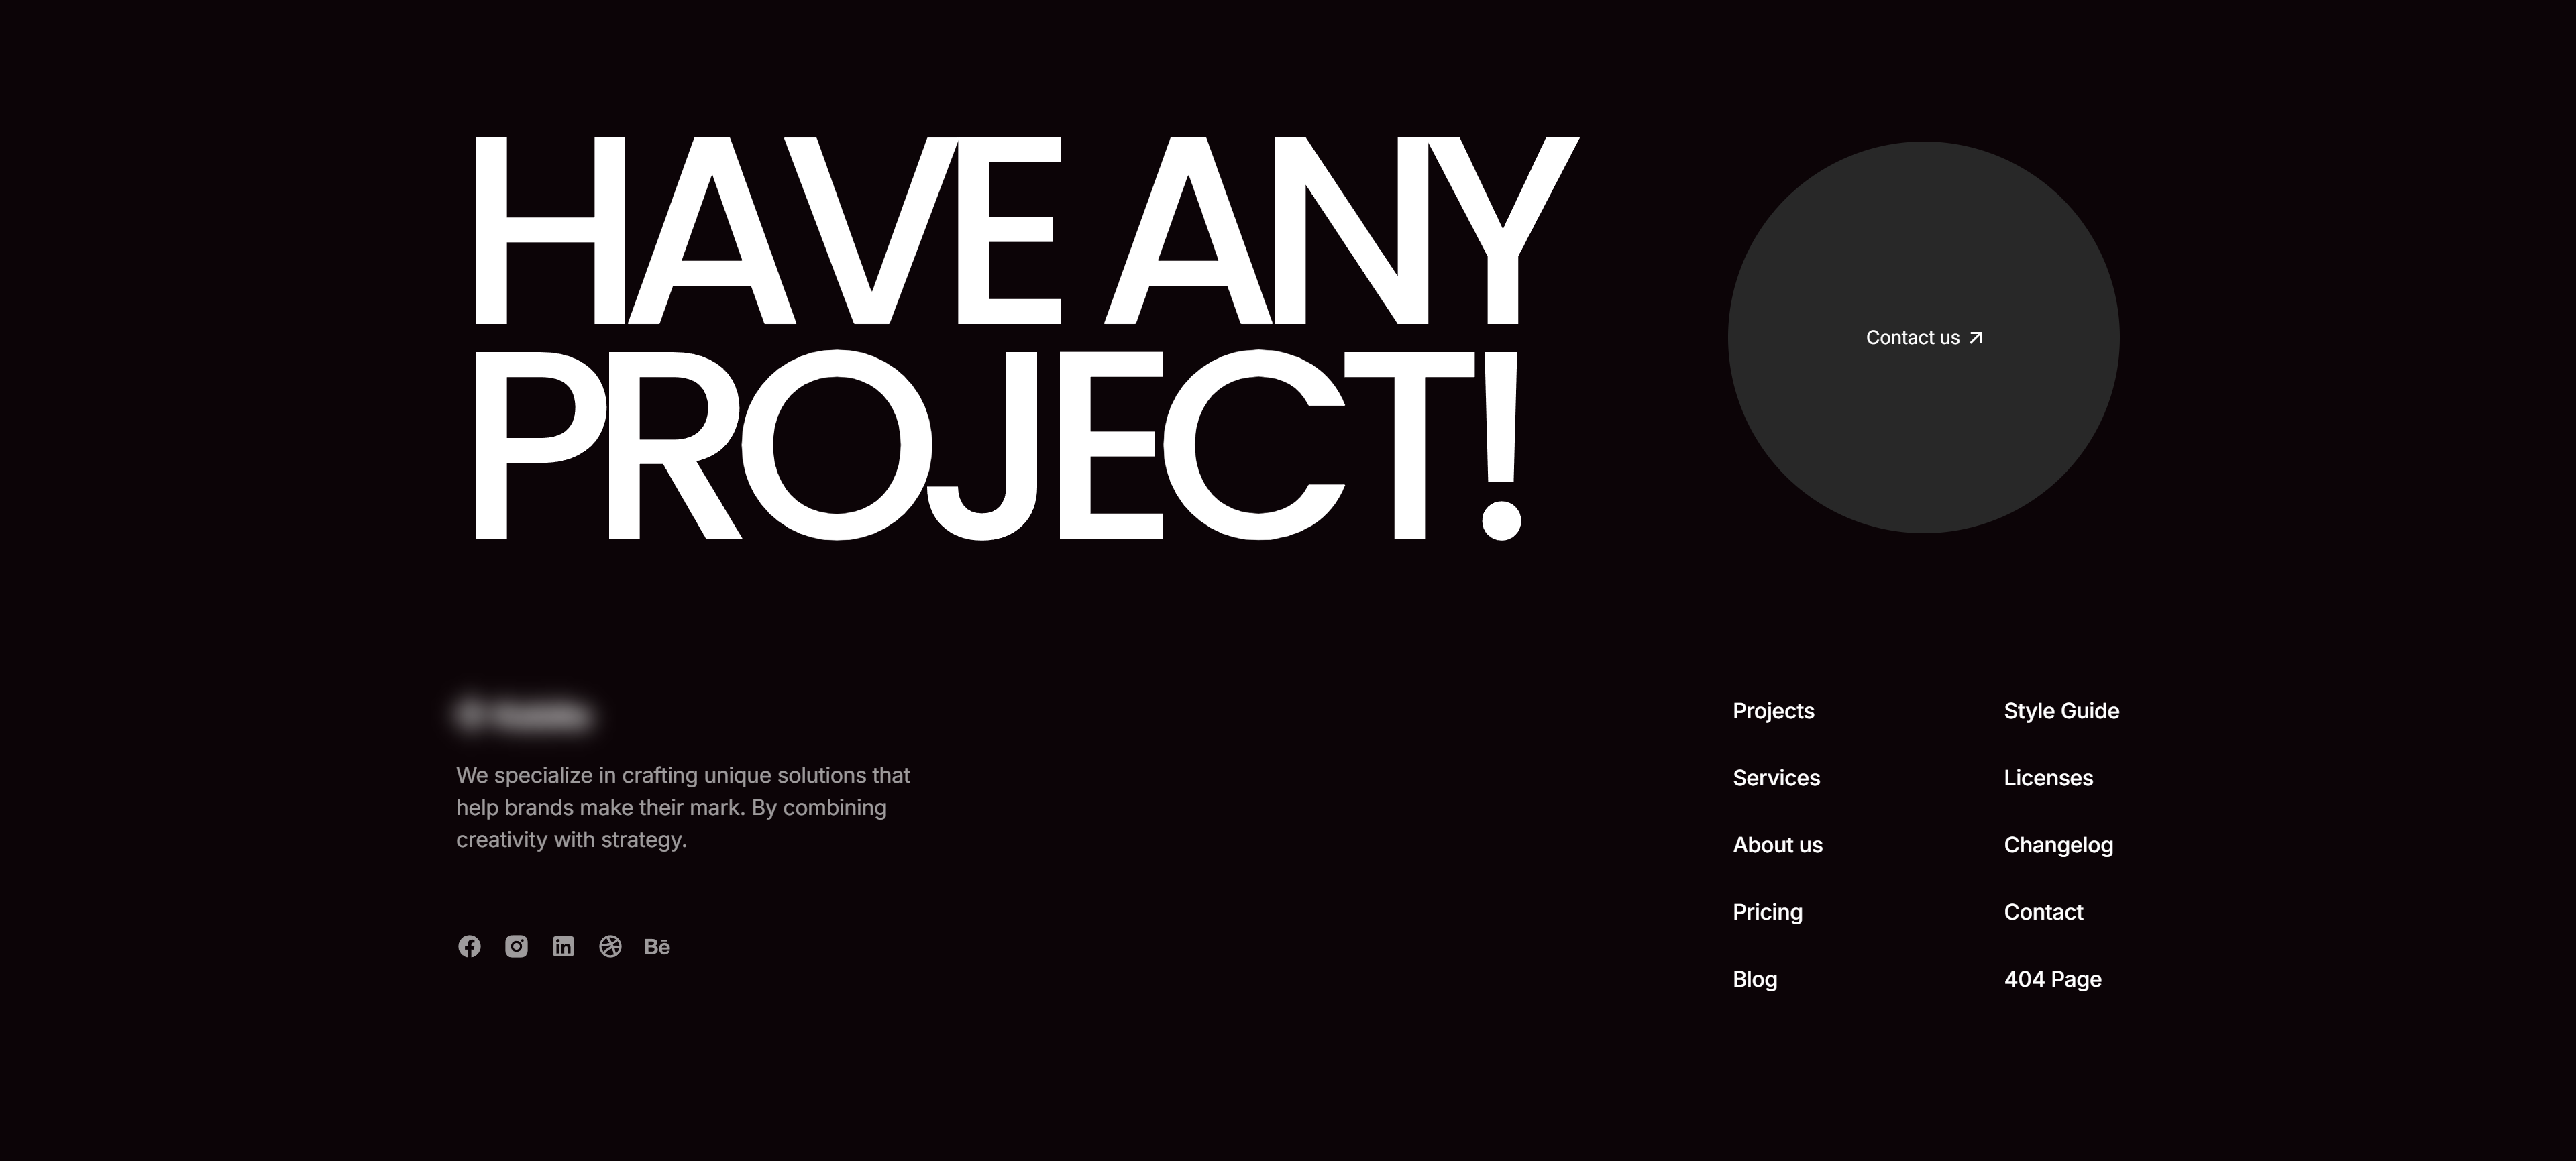 HAVE ANY
PROJECT!
Contact us
We specialize in crafting unique solutions that
help brands make their mark. By combining
creativity with strategy.
Bē
Projects
Services
About us
Pricing
Blog
Style Guide
Licenses
Changelog
Contact
404 Page